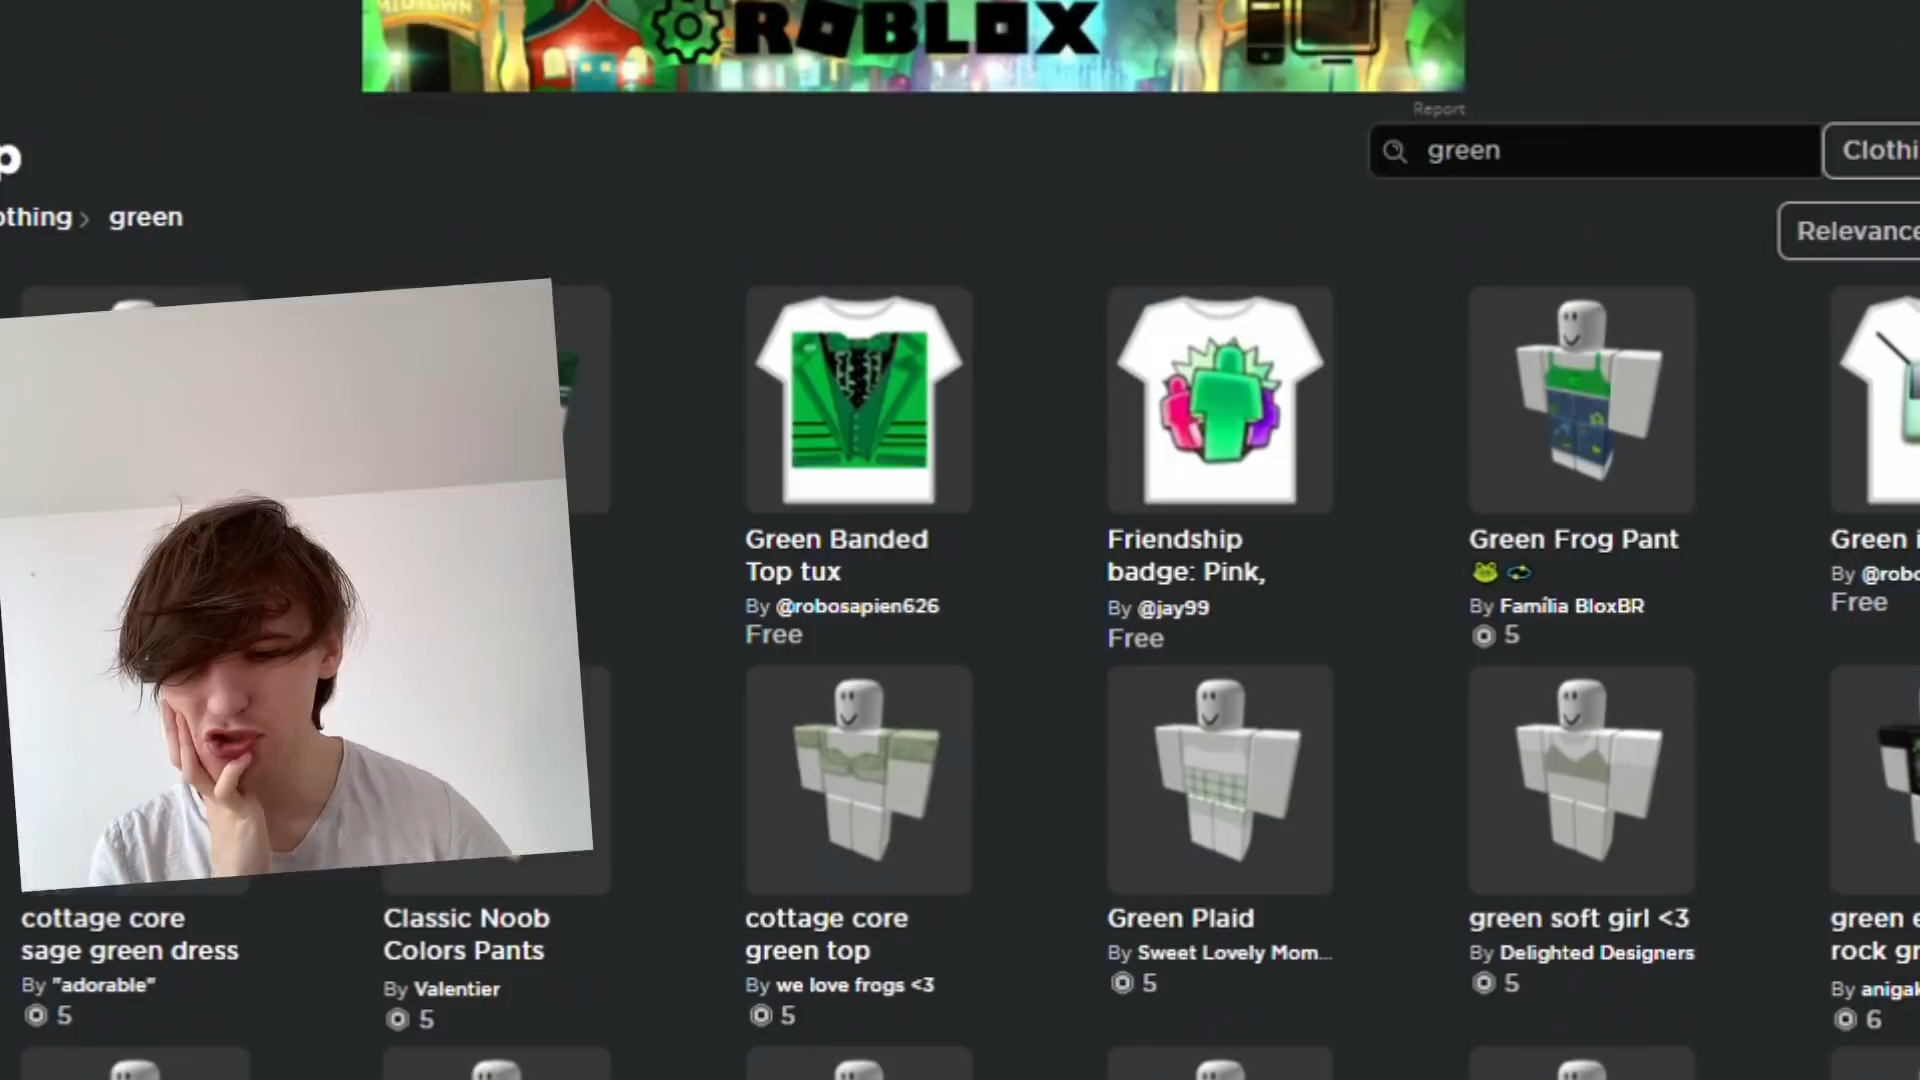 MIDTOWN
ROBLOX
Report
p
green
Clothi
othing > green
Relevance
Green Banded
Top tux
By @robosapien626
Free
Friendship
badge: Pink,
By @jay99
Free
Green Frog Pant
By Família BloxBR
5
Green i
By @robo
Free
cottage core
sage green dress
By "adorable"
5
Classic Noob
Colors Pants
By Valentier
5
cottage core
green top
By we love frogs <3
5
Green Plaid
By Sweet Lovely Mom...
5
green soft girl <3
By Delighted Designers
5
green e
rock gr
By anigak
6